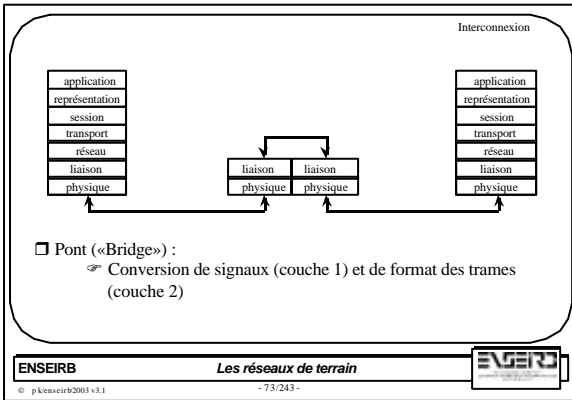 Interconnexion
application
représentation
session
transport
réseau
liaison
physique
liaison liaison
physique physique
application
représentation
session
transport
réseau
liaison
physique
Pont («Bridge») :
☞ Conversion de signaux (couche 1) et de format des trames
(couche 2)
ENSEIRB
Les réseaux de terrain
ENSEIRB
© pk/enseirb/2003 v3.1
- 73/243 -